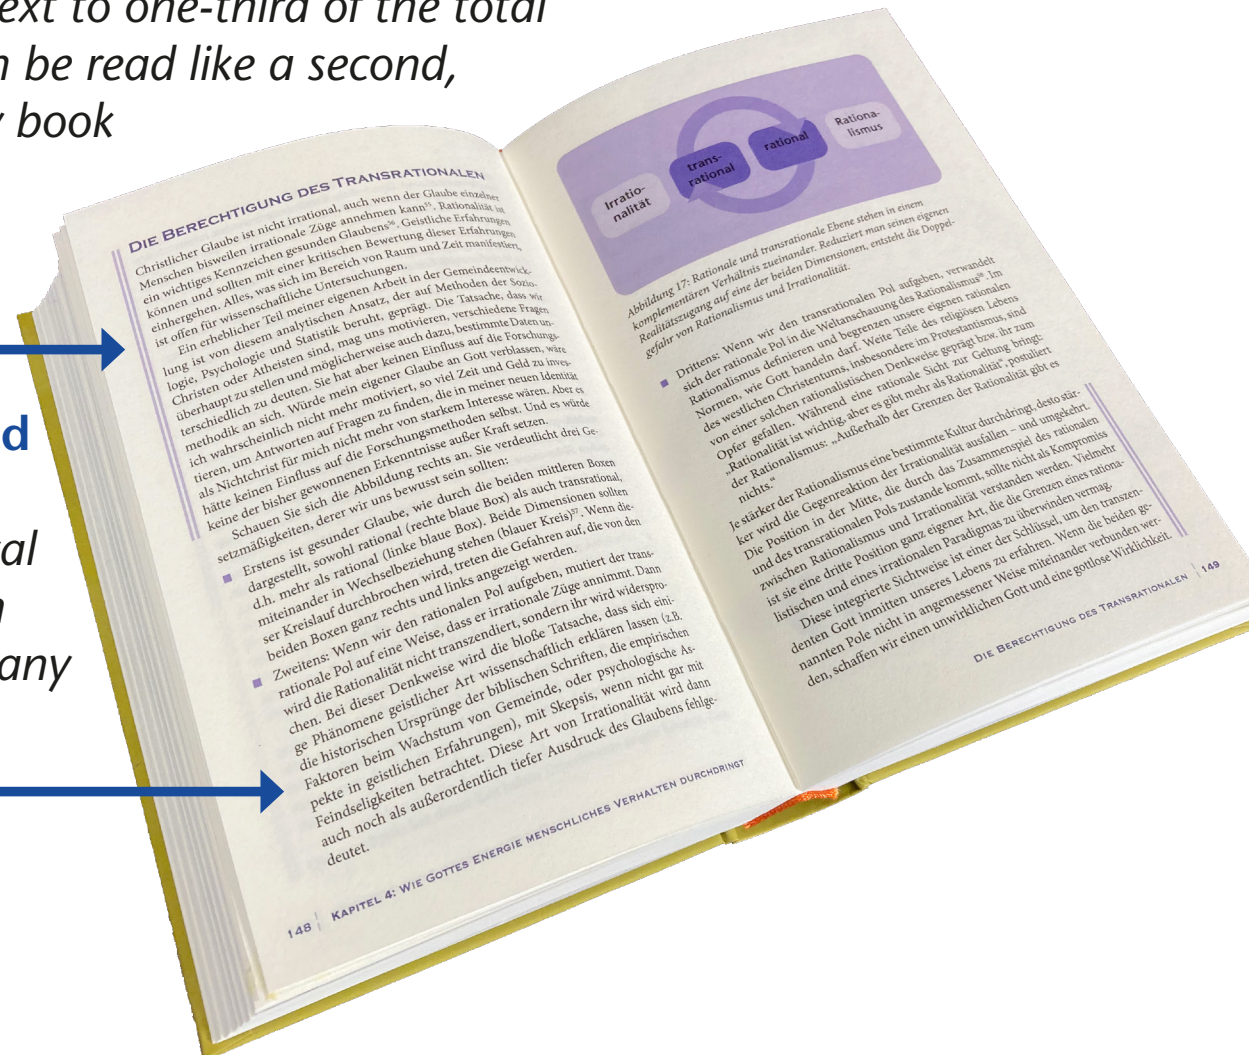 ext to one-third of the total
n be read like a second,
book
d
al
n
any
DIE BERECHTIGUNG DES TRANSRATIONALEN
Christlicher Glaube ist nicht irrational, auch wenn der Glaube einzelner
Menschen bisweilen irrationale Züge annehmen kann⁵⁵. Rationalität ist
ein wichtiges Kennzeichen gesunden Glaubens⁵⁶. Geistliche Erfahrungen
können und sollten mit einer kritischen Bewertung dieser Erfahrungen
einhergehen. Alles, was sich im Bereich von Raum und Zeit manifestiert,
ist offen für wissenschaftliche Untersuchungen.
Ein erheblicher Teil meiner eigenen Arbeit in der Gemeindeentwick-
lung ist von diesem analytischen Ansatz, der auf Methoden der Sozio-
logie, Psychologie und Statistik beruht, geprägt. Die Tatsache, dass wir
Christen oder Atheisten sind, mag uns motivieren, verschiedene Fragen
überhaupt zu stellen und möglicherweise auch dazu, bestimmte Daten un-
terschiedlich zu deuten. Sie hat aber keinen Einfluss auf die Forschungs-
methodik an sich. Würde mein eigener Glaube an Gott verblassen, wäre
ich wahrscheinlich nicht mehr motiviert, so viel Zeit und Geld zu inves-
tieren, um Antworten auf Fragen zu finden, die in meiner neuen Identität
als Nichtchrist für mich nicht mehr von starkem Interesse wären. Aber es
hätte keinen Einfluss auf die Forschungsmethoden selbst. Und es würde
keine der bisher gewonnenen Erkenntnisse außer Kraft setzen.
Schauen Sie sich die Abbildung rechts an. Sie verdeutlicht drei Ge-
setzmäßigkeiten, derer wir uns bewusst sein sollten:
■ Erstens ist gesunder Glaube, wie durch die beiden mittleren Boxen
dargestellt, sowohl rational (rechte blaue Box) als auch transrational,
d.h. mehr als rational (linke blaue Box). Beide Dimensionen sollten
miteinander in Wechselbeziehung stehen (blauer Kreis)⁵⁷. Wenn die-
ser Kreislauf durchbrochen wird, treten die Gefahren auf, die von den
beiden Boxen ganz rechts und links angezeigt werden.
■ Zweitens: Wenn wir den rationalen Pol aufgeben, mutiert der trans-
rationale Pol auf eine Weise, dass er irrationale Züge annimmt. Dann
wird die Rationalität nicht transzendiert, sondern ihr wird widerspro-
chen. Bei dieser Denkweise wird die bloße Tatsache, dass sich eini-
ge Phänomene geistlicher Art wissenschaftlich erklären lassen (z.B.
die historischen Ursprünge der biblischen Schriften, die empirischen
Faktoren beim Wachstum von Gemeinde, oder psychologische As-
pekte in geistlichen Erfahrungen), mit Skepsis, wenn nicht gar mit
Feindseligkeiten betrachtet. Diese Art von Irrationalität wird dann
auch noch als außerordentlich tiefer Ausdruck des Glaubens fehlge-
deutet.
148 | KAPITEL 4: WIE GOTTES ENERGIE MENSCHLICHES VERHALTEN DURCHDRINGT
Irratio-
nalität
trans-
rational
rational
Rationa-
lismus
Abbildung 17: Rationale und transrationale Ebene stehen in einem
komplementären Verhältnis zueinander. Reduziert man seinen eigenen
Realitätszugang auf eine der beiden Dimensionen, entsteht die Doppel-
gefahr von Rationalismus und Irrationalität.
■ Drittens: Wenn wir den transrationalen Pol aufgeben, verwandelt
sich der rationale Pol in die Weltanschauung des Rationalismus⁵⁸. Im
Rationalismus definieren und begrenzen unsere eigenen rationalen
Normen, wie Gott handeln darf. Weite Teile des religiösen Lebens
des westlichen Christentums, insbesondere im Protestantismus, sind
von einer solchen rationalistischen Denkweise geprägt bzw. ihr zum
Opfer gefallen. Während eine rationale Sicht zur Geltung bringt:
„Rationalität ist wichtig, aber es gibt mehr als Rationalität“, postuliert
der Rationalismus: „Außerhalb der Grenzen der Rationalität gibt es
nichts.“
Je stärker der Rationalismus eine bestimmte Kultur durchdringt, desto stär-
ker wird die Gegenreaktion der Irrationalität ausfallen – und umgekehrt.
Die Position in der Mitte, die durch das Zusammenspiel des rationalen
und des transrationalen Pols zustande kommt, sollte nicht als Kompromiss
zwischen Rationalismus und Irrationalität verstanden werden. Vielmehr
ist sie eine dritte Position ganz eigener Art, die die Grenzen eines rationa-
listischen und eines irrationalen Paradigmas zu überwinden vermag.
Diese integrierte Sichtweise ist einer der Schlüssel, um den transzen-
denten Gott inmitten unseres Lebens zu erfahren. Wenn die beiden ge-
nannten Pole nicht in angemessener Weise miteinander verbunden wer-
den, schaffen wir einen unwirklichen Gott und eine gottlose Wirklichkeit.
DIE BERECHTIGUNG DES TRANSRATIONALEN | 149